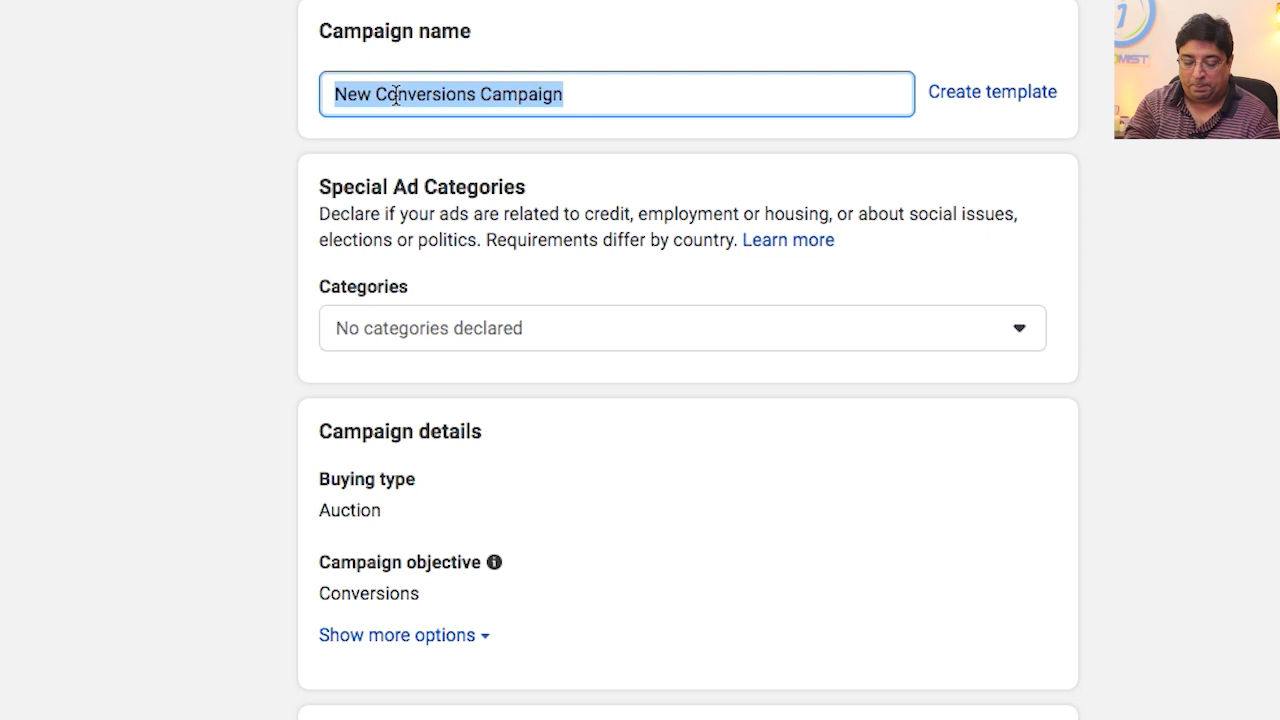 Campaign name
New Conversions Campaign
Create template
Special Ad Categories
Declare if your ads are related to credit, employment or housing, or about social issues,
elections or politics. Requirements differ by country. Learn more
Categories
No categories declared
Campaign details
Buying type
Auction
Campaign objective
Conversions
Show more options